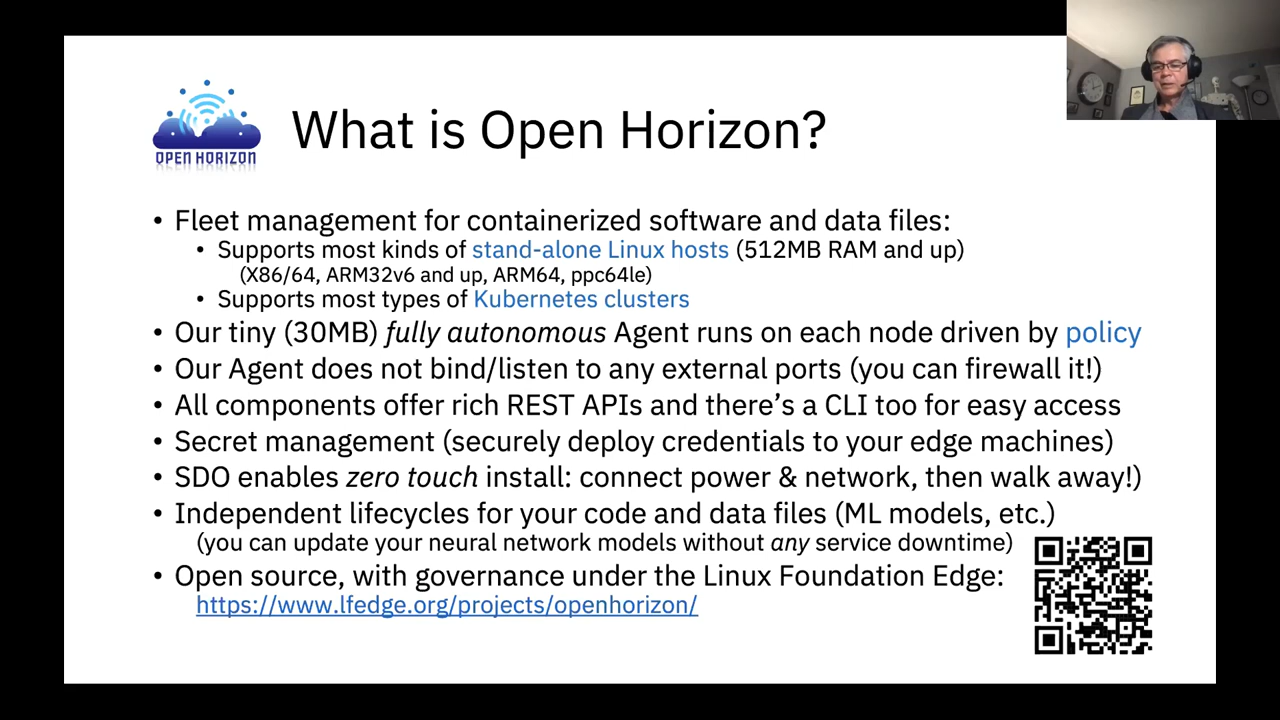 OPEN HORIZON
What is Open Horizon?
• Fleet management for containerized software and data files:
• Supports most kinds of stand-alone Linux hosts (512MB RAM and up)
(X86/64, ARM32v6 and up, ARM64, ppc64le)
• Supports most types of Kubernetes clusters
• Our tiny (30MB) fully autonomous Agent runs on each node driven by policy
• Our Agent does not bind/listen to any external ports (you can firewall it!)
• All components offer rich REST APIs and there’s a CLI too for easy access
• Secret management (securely deploy credentials to your edge machines)
• SDO enables zero touch install: connect power & network, then walk away!)
• Independent lifecycles for your code and data files (ML models, etc.)
(you can update your neural network models without any service downtime)
• Open source, with governance under the Linux Foundation Edge:
https://www.lfedge.org/projects/openhorizon/